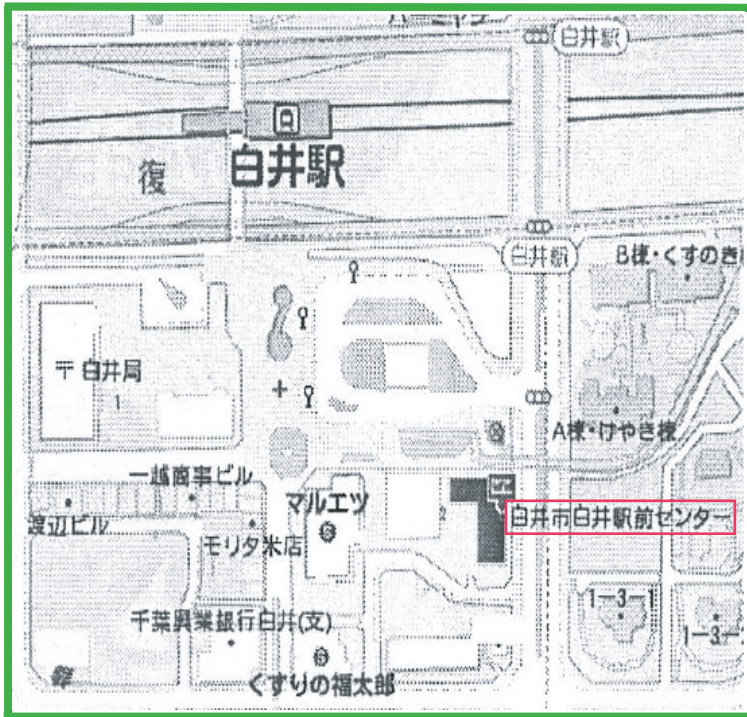 白井駅
白井駅
復
白井駅
B棟・くすのき
〒白井局
1
A棟・けやき棟
一越商事ビル
マルエツ
渡辺ビル
モリタ米店
2
白井市白井駅前センター
千葉興業銀行白井(支)
1-3-1
1-3-
くすりの福太郎